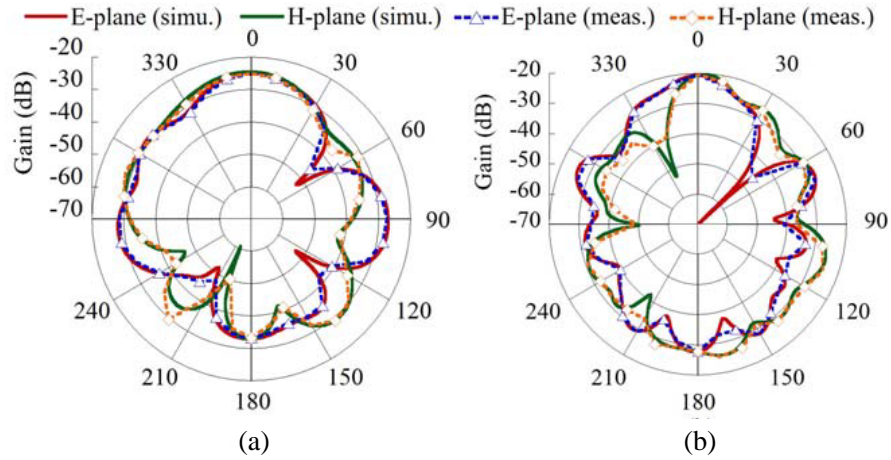 E-plane (simu.) H-plane (simu.) E-plane (meas.) H-plane (meas.)
0 0
-20 330 30 -20 330 30
-30 -30
-40 60 -40 60
-50 -50
-60 -60
-70 90 -70 90
Gain (dB) Gain (dB)
240 120 240 120
210 150 210 150
180 180
(a) (b)